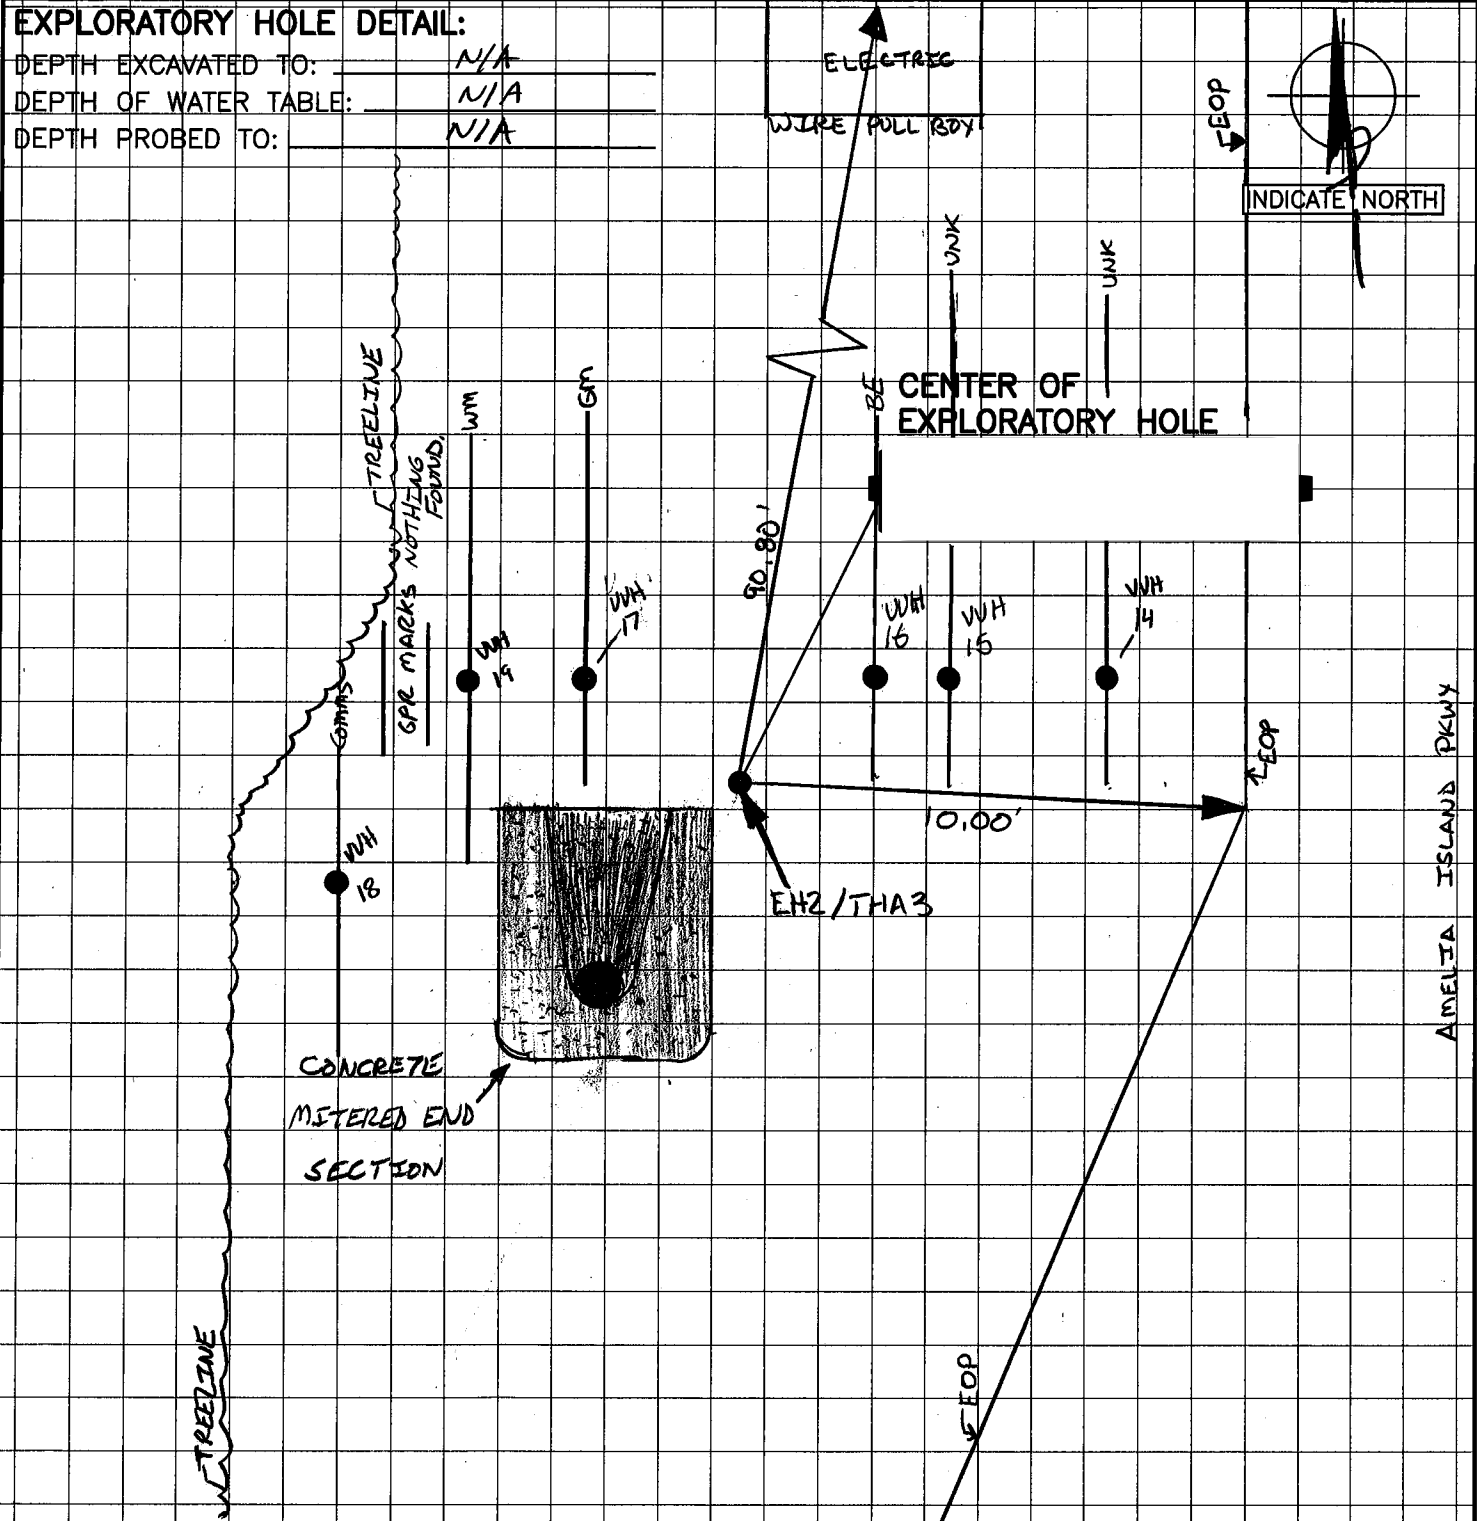 EXPLORATORY HOLE DETAIL:
DEPTH EXCAVATED TO: N/A
DEPTH OF WATER TABLE: N/A
DEPTH PROBED TO: N/A
ELECTRIC
WIRE PULL BOX
EOP
INDICATE NORTH
UNK
UNK
TREELINE
GPR MARKS NOTHING
FOUND.
WM
GM
BE
CENTER OF
EXPLORATORY HOLE
90.80'
VVH
17
VVH
19
VVH
16
VVH
15
VVH
14
COMMS
VVH
18
EOP
10.00'
EH2/THA3
AMELIA ISLAND PKWY
CONCRETE
MITERED END
SECTION
TREELINE
EOP